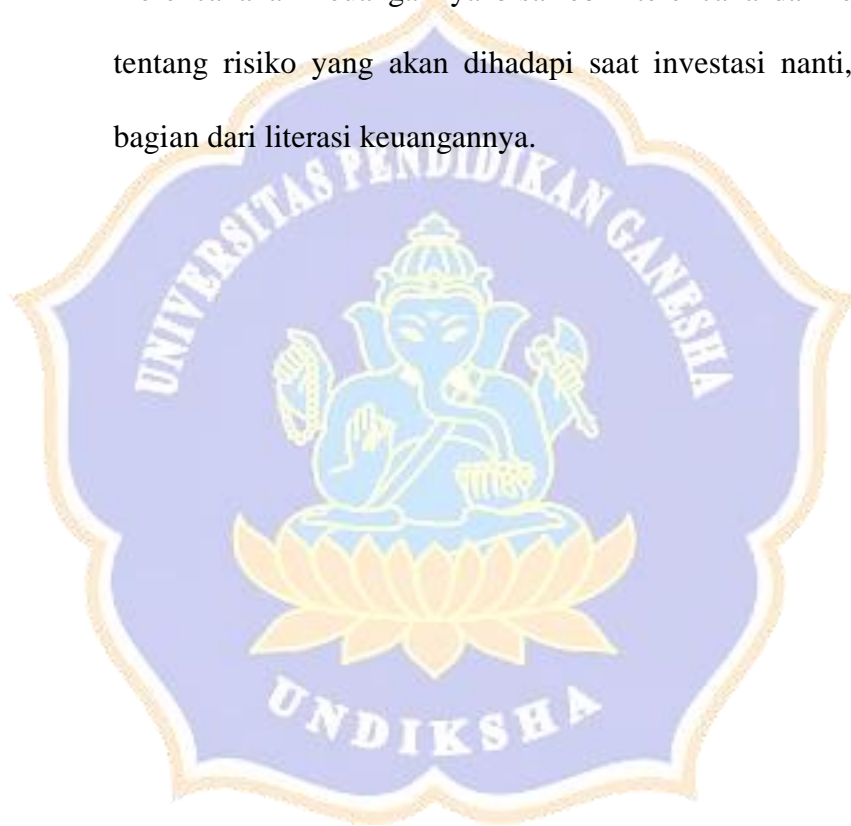 tentang risiko yang akan dihadapi saat investasi nanti,
bagian dari literasi keuangannya.
UNIVERSITAS PENDIDIKAN GANESHA
UNDIKSHA